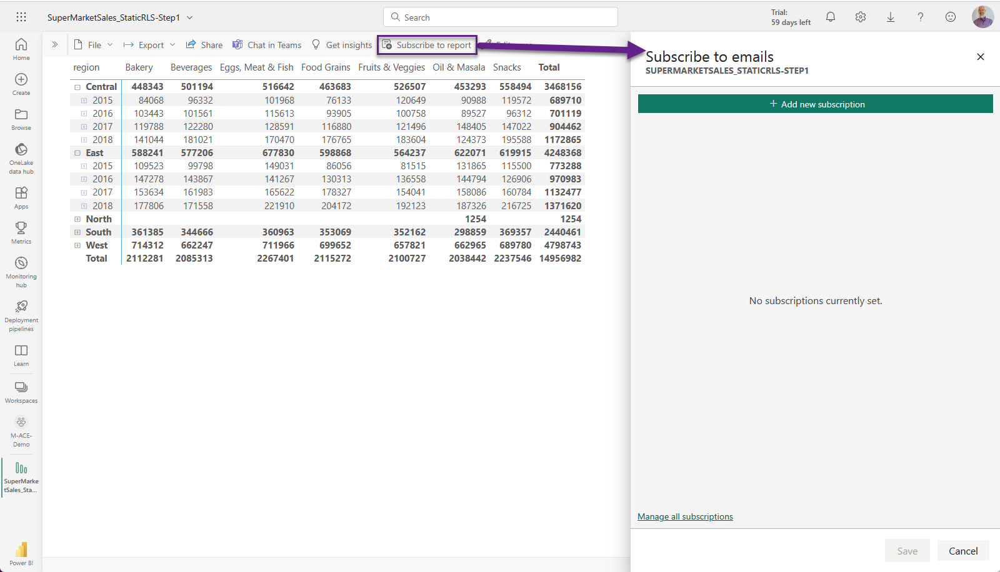 SuperMarketSales_StaticRLS-Step1
Search
Trial:
59 days left
Home
Create
Browse
OneLake
data hub
Apps
Metrics
Monitoring
hub
Deployment
pipelines
Learn
Workspaces
M-ACE-
Demo
SuperMarke
tSales_Sta...
Power BI
File Export Share Chat in Teams Get insights Subscribe to report
region Bakery Beverages Eggs, Meat & Fish Food Grains Fruits & Veggies Oil & Masala Snacks Total
Central 448343 501194 516642 463683 526507 453293 558494 3468156
2015 84068 96332 101968 76133 120649 90988 119572 689710
2016 103443 101561 115613 93905 100758 89527 96312 701119
2017 119788 122280 128591 116880 121496 148405 147022 904462
2018 141044 181021 170470 176765 183604 124373 195588 1172865
East 588241 577206 677830 598868 564237 622071 619915 4248368
2015 109523 99798 149031 86056 81515 131865 115500 773288
2016 147278 143867 141267 130313 136558 144794 126906 970983
2017 153634 161983 165622 178327 154041 158086 160784 1132477
2018 177806 171558 221910 204172 192123 187326 216725 1371620
North 1254 1254
South 361385 344666 360963 353069 352162 298859 369357 2440461
West 714312 662247 711966 699652 657821 662965 689780 4798743
Total 2112281 2085313 2267401 2115272 2100727 2038442 2237546 14956982
Subscribe to emails
SUPERMARKETSALES_STATICRLS-STEP1
+ Add new subscription
No subscriptions currently set.
Manage all subscriptions
Save Cancel